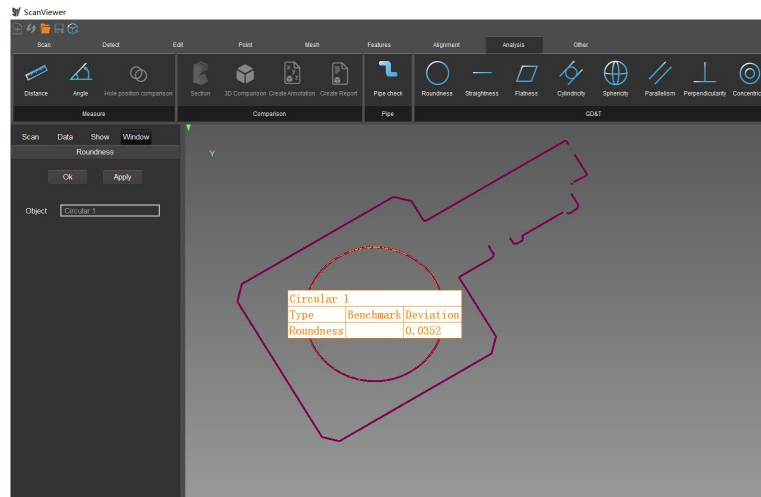 ScanViewer
Scan Detect Edit Point Mesh Features Alignment Analysis Other
Distance Angle Hole position comparison Section 3D Comparison Create Annotation Create Report Pipe check Roundness Straightness Flatness Cylindricity Sphericity Parallelism Perpendicularity Concentric
Measure Comparison Pipe GD&T
Scan Data Show Window
Roundness
Ok Apply
Object Circular 1
Y
Circular 1
Type Benchmark Deviation
Roundness 0.0352